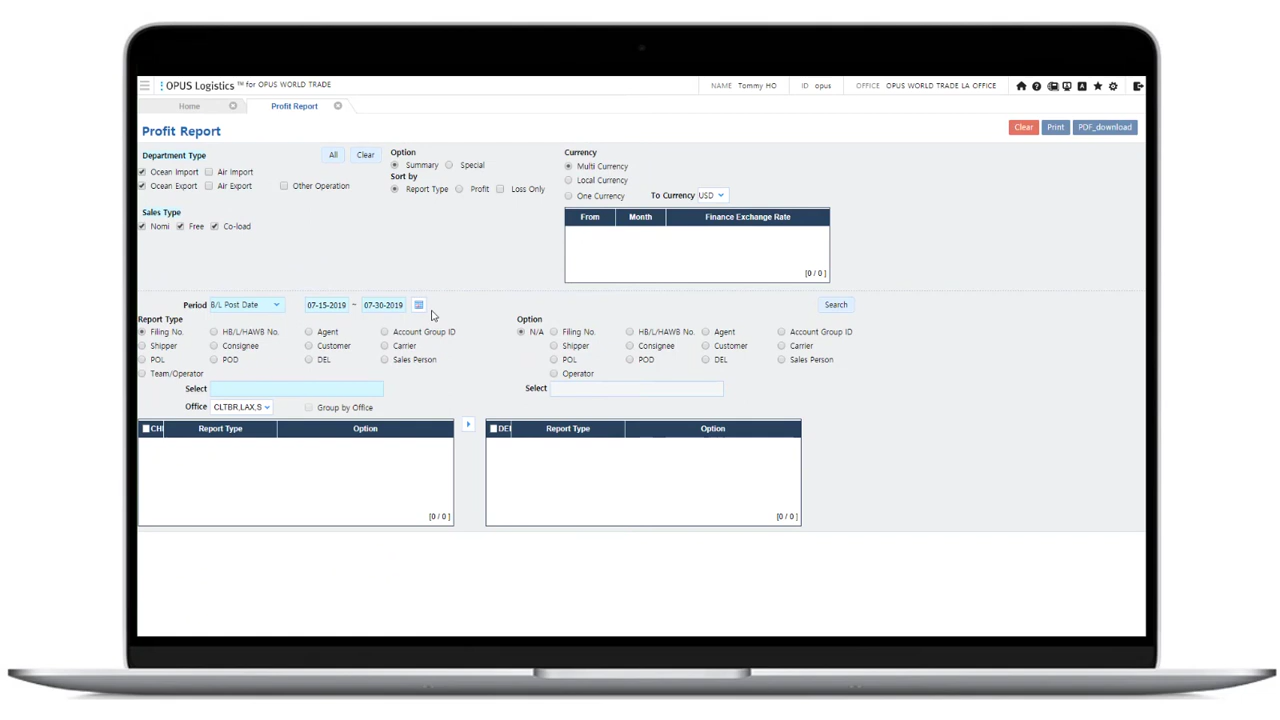 OPUS Logistics ™ for OPUS WORLD TRADE NAME Tommy HO ID opus OFFICE OPUS WORLD TRADE LA OFFICE
Home Profit Report
Profit Report Clear Print PDF_download
Department Type All Clear Option Currency
Ocean Import Air Import Summary Special Multi Currency
Sort by Local Currency
Ocean Export Air Export Other Operation Report Type Profit Loss Only
One Currency To Currency USD
Sales Type From Month Finance Exchange Rate
Nomi Free Co-load
[0 / 0 ]
Period B/L Post Date 07-15-2019 ~ 07-30-2019 Search
Report Type Option
Filing No. HB/L/HAWB No. Agent Account Group ID N/A Filing No. HB/L/HAWB No. Agent Account Group ID
Shipper Consignee Customer Carrier Shipper Consignee Customer Carrier
POL POD DEL Sales Person POL POD DEL Sales Person
Team/Operator Operator
Select Select
Office CLTBR,LAX,S Group by Office
CHI Report Type Option DEI Report Type Option
[0 / 0 ] [0 / 0 ]